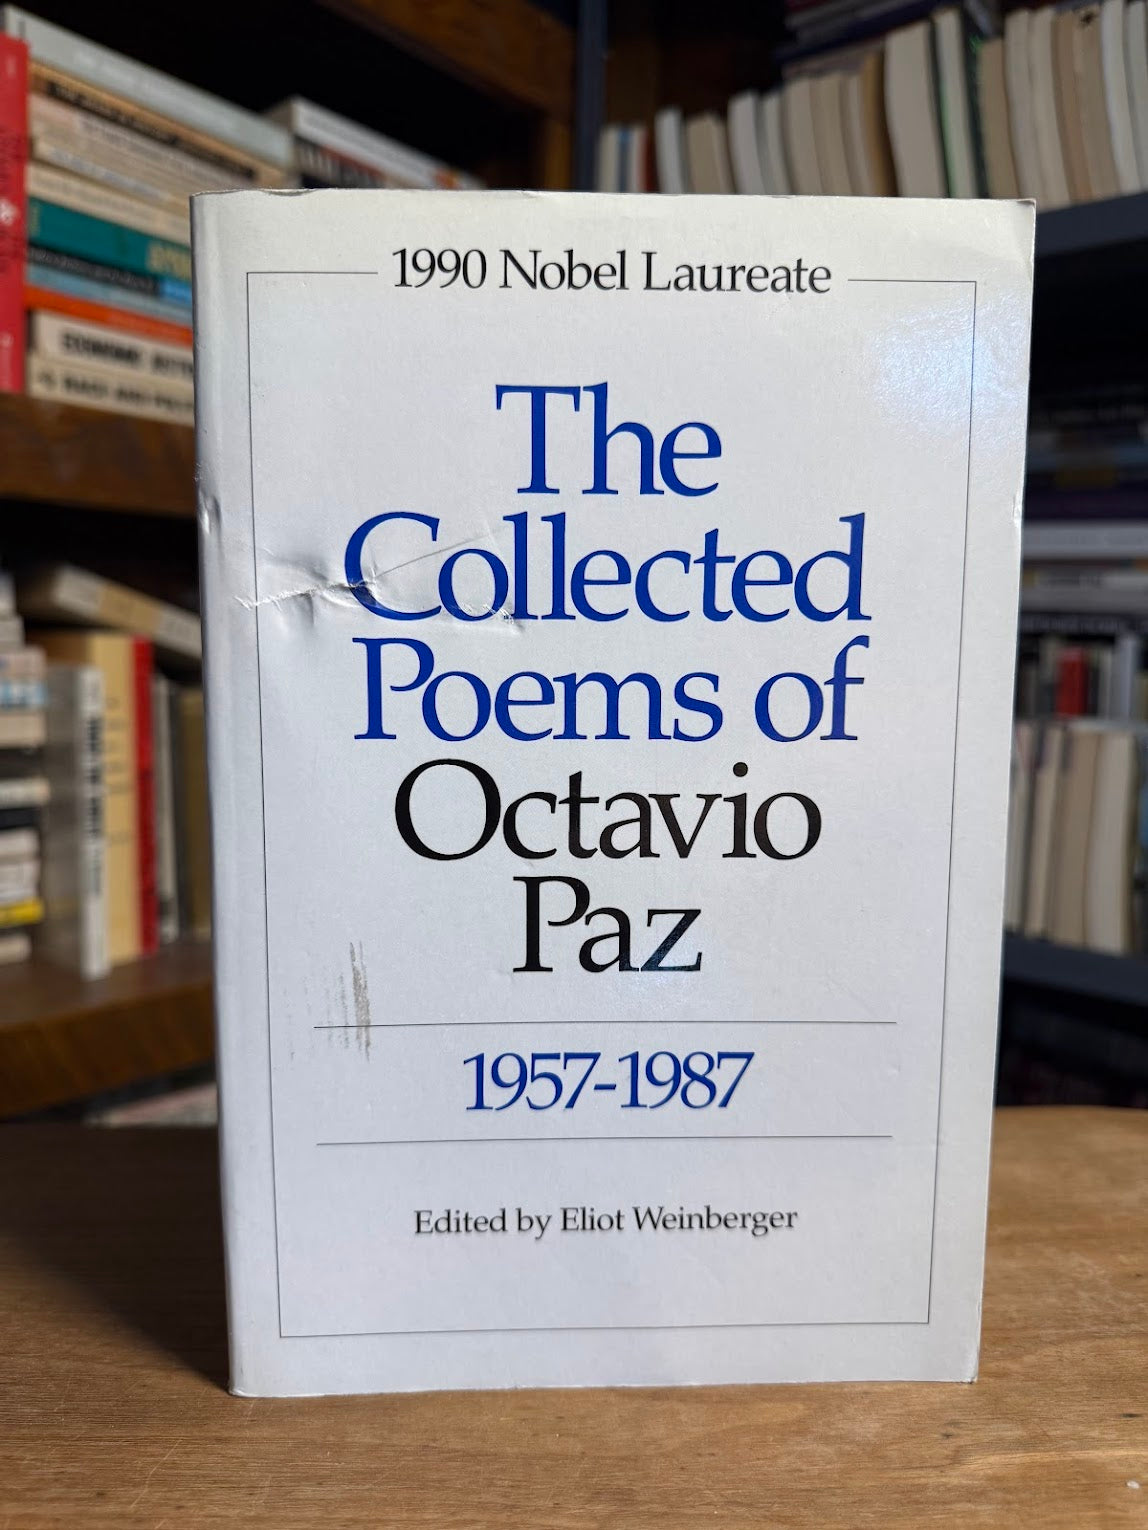 1990 Nobel Laureate
The
Collected
Poems of
Octavio
Paz
1957-1987
Edited by Eliot Weinberger